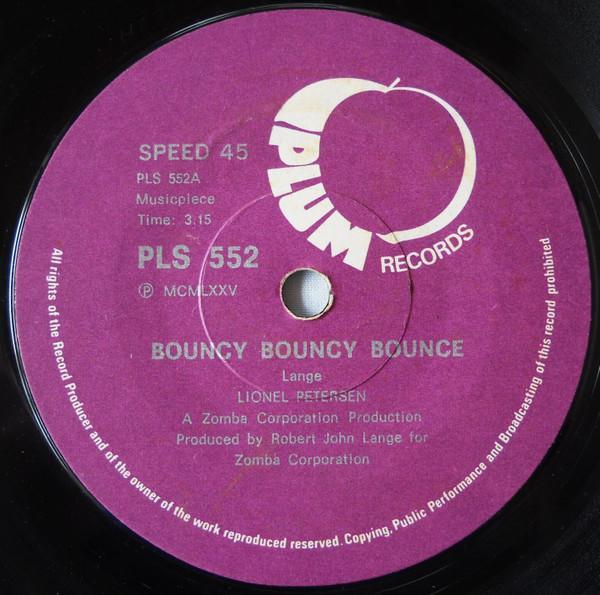 PLUM
RECORDS
SPEED 45
PLS 552A
Musicpiece
Time: 3.15
PLS 552
Ⓟ MCMLXXV
BOUNCY BOUNCY BOUNCE
Lange
LIONEL PETERSEN
A Zomba Corporation Production
Produced by Robert John Lange for
Zomba Corporation
All rights of the Record Producer and of the owner of the work reproduced reserved. Copying, Public Performance and Broadcasting of this record prohibited